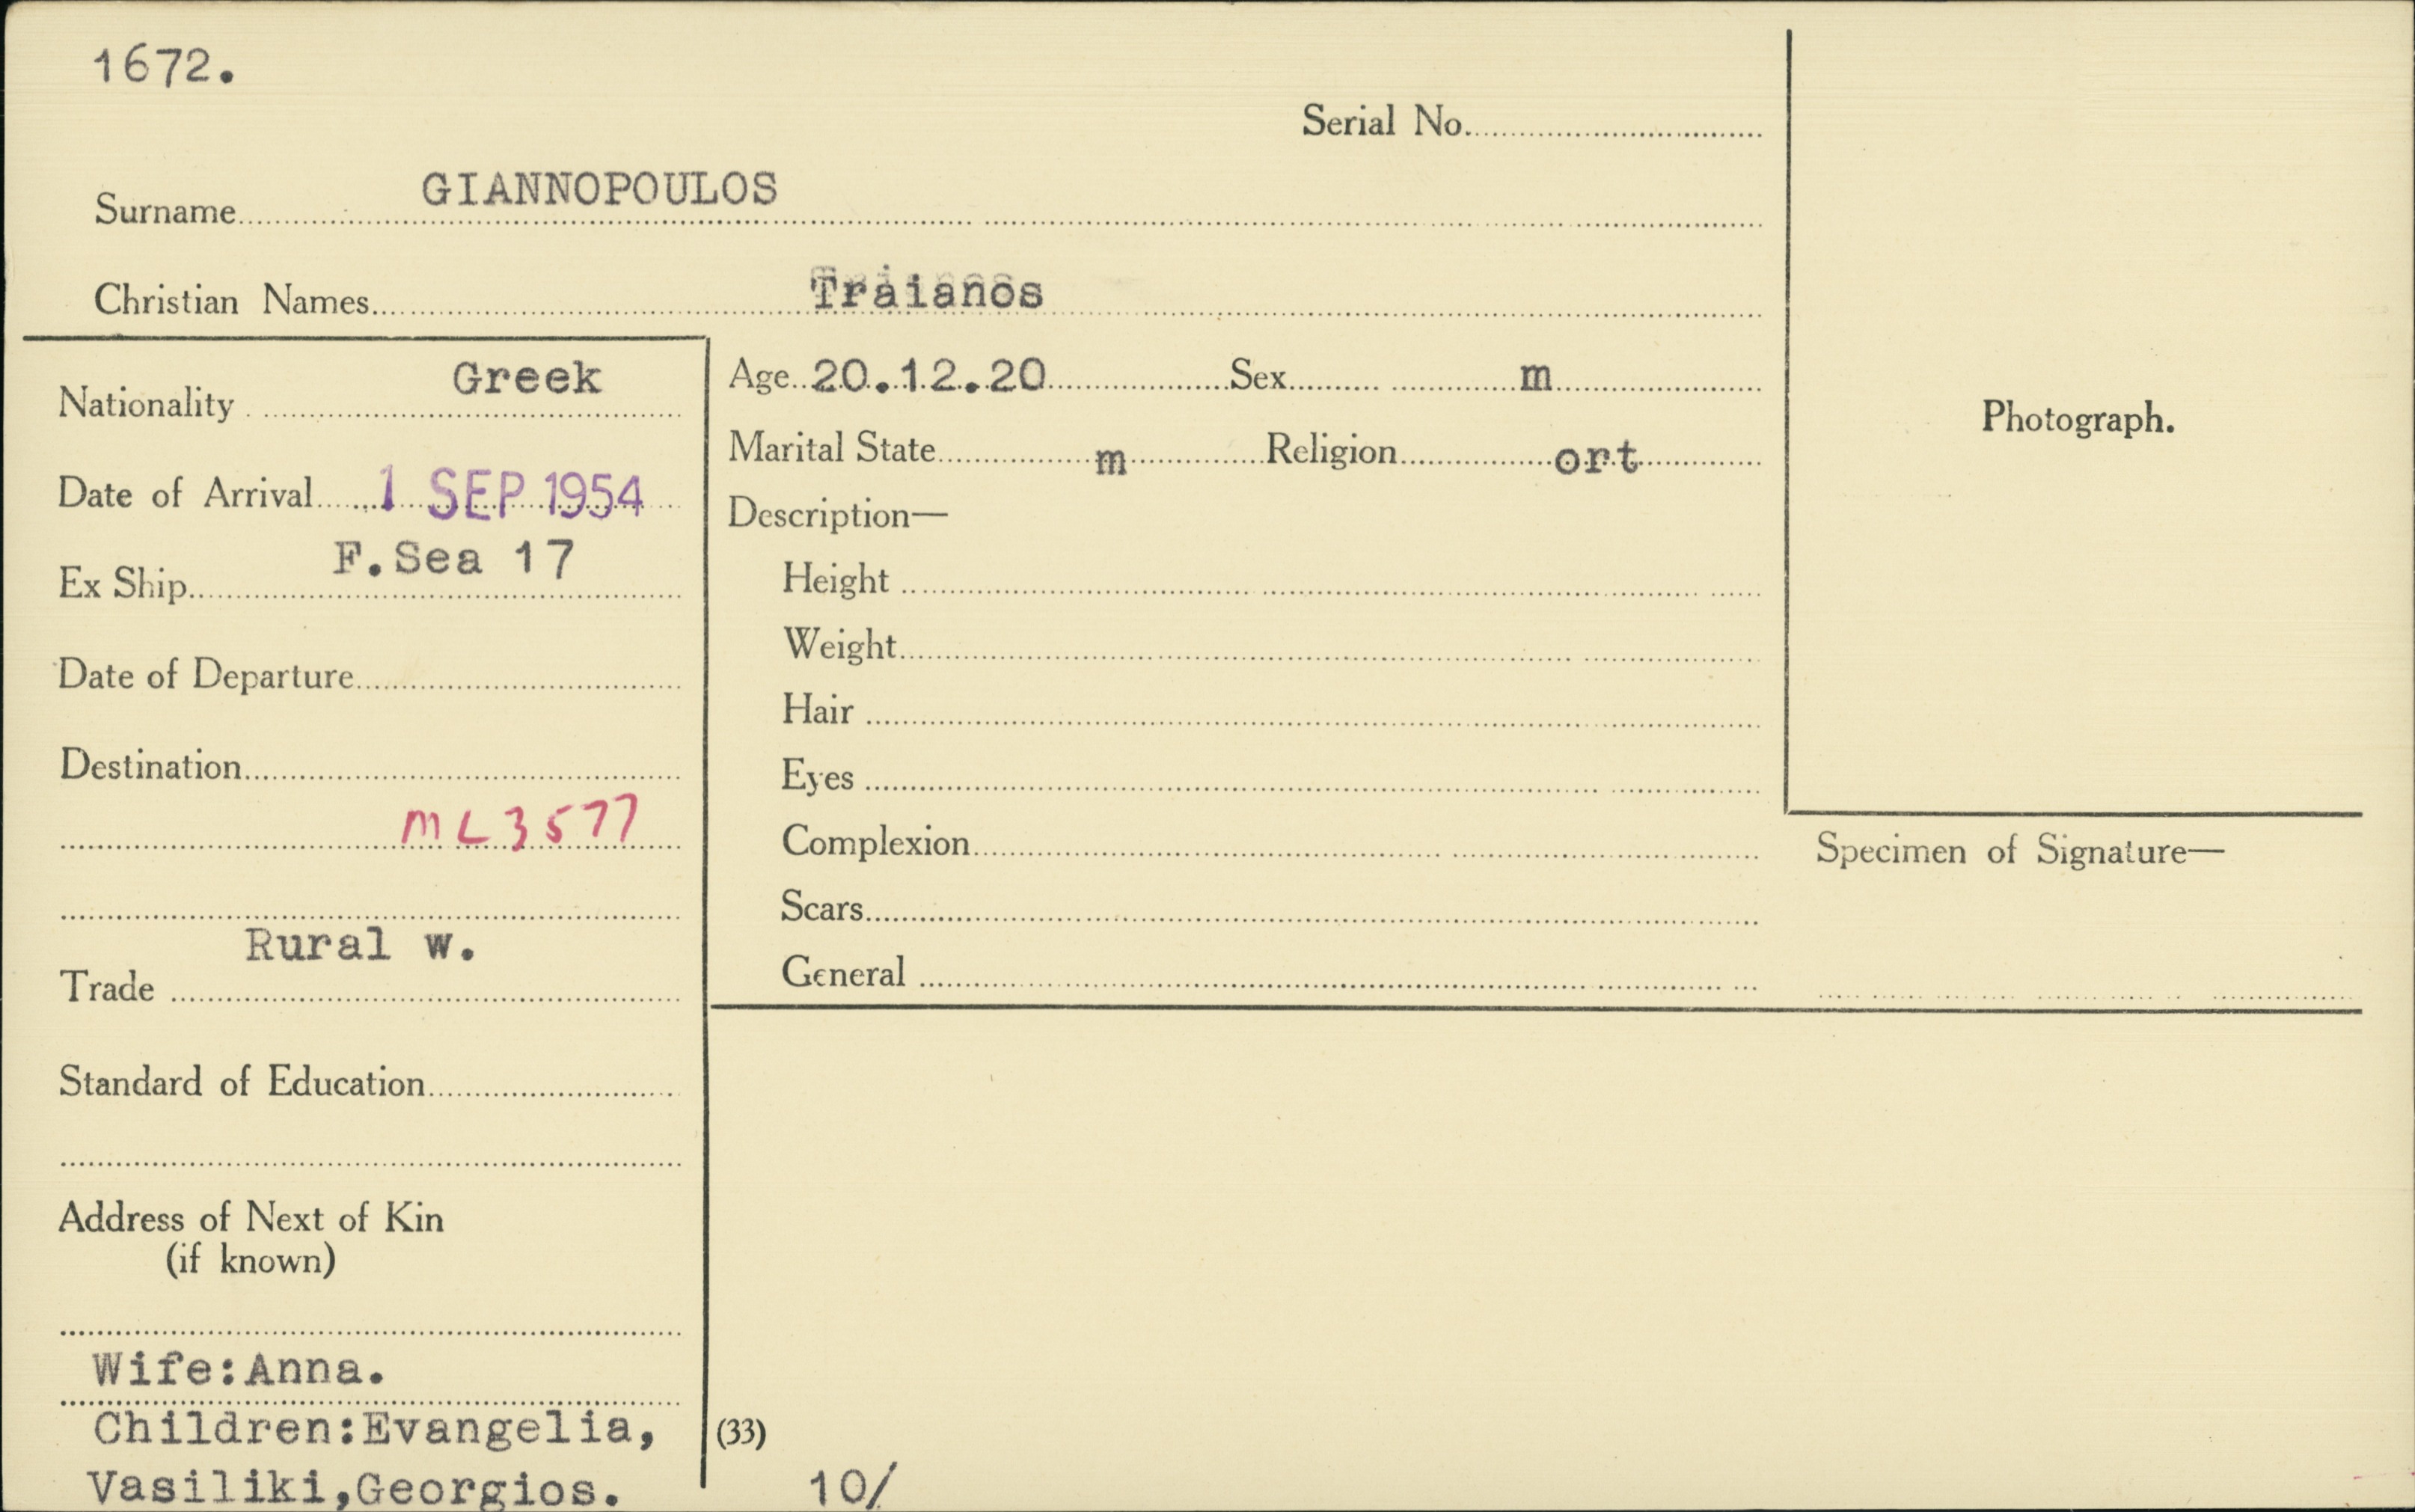 1672.
Serial No.
Surname GIANNOPOULOS
Christian Names Traianos
Nationality Greek
Date of Arrival 1 SEP 1954
Ex Ship F.Sea 17
Date of Departure
Destination
ML3577
Trade Rural w.
Standard of Education
Address of Next of Kin
(if known)
Wife:Anna.
Children:Evangelia,
Vasiliki,Georgios.
Age 20.12.20 Sex m
Marital State m Religion ort
Description—
Height
Weight
Hair
Eyes
Complexion
Scars
General
Photograph.
Specimen of Signature—
(33)
10/